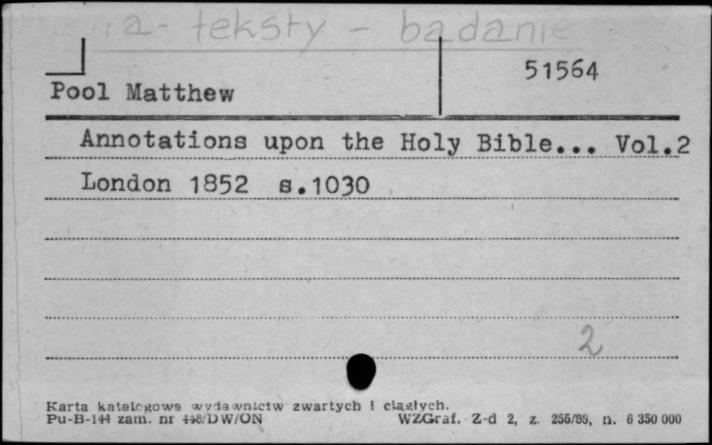 a - teksty - badanie
51564
Pool Matthew
Annotations upon the Holy Bible... Vol.2
London 1852 s.1030
2
Karta katalogowa wydawnictw zwartych i ciągłych.
Pu-B-144 zam. nr 448/DW/ON WZGraf. Z-d 2, z. 255/86, n. 6 350 000